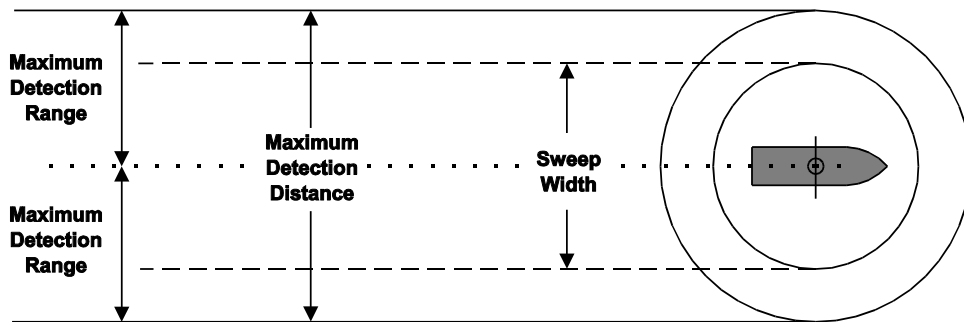 Maximum
Detection
Range
Maximum
Detection
Distance
Sweep
Width
Maximum
Detection
Range